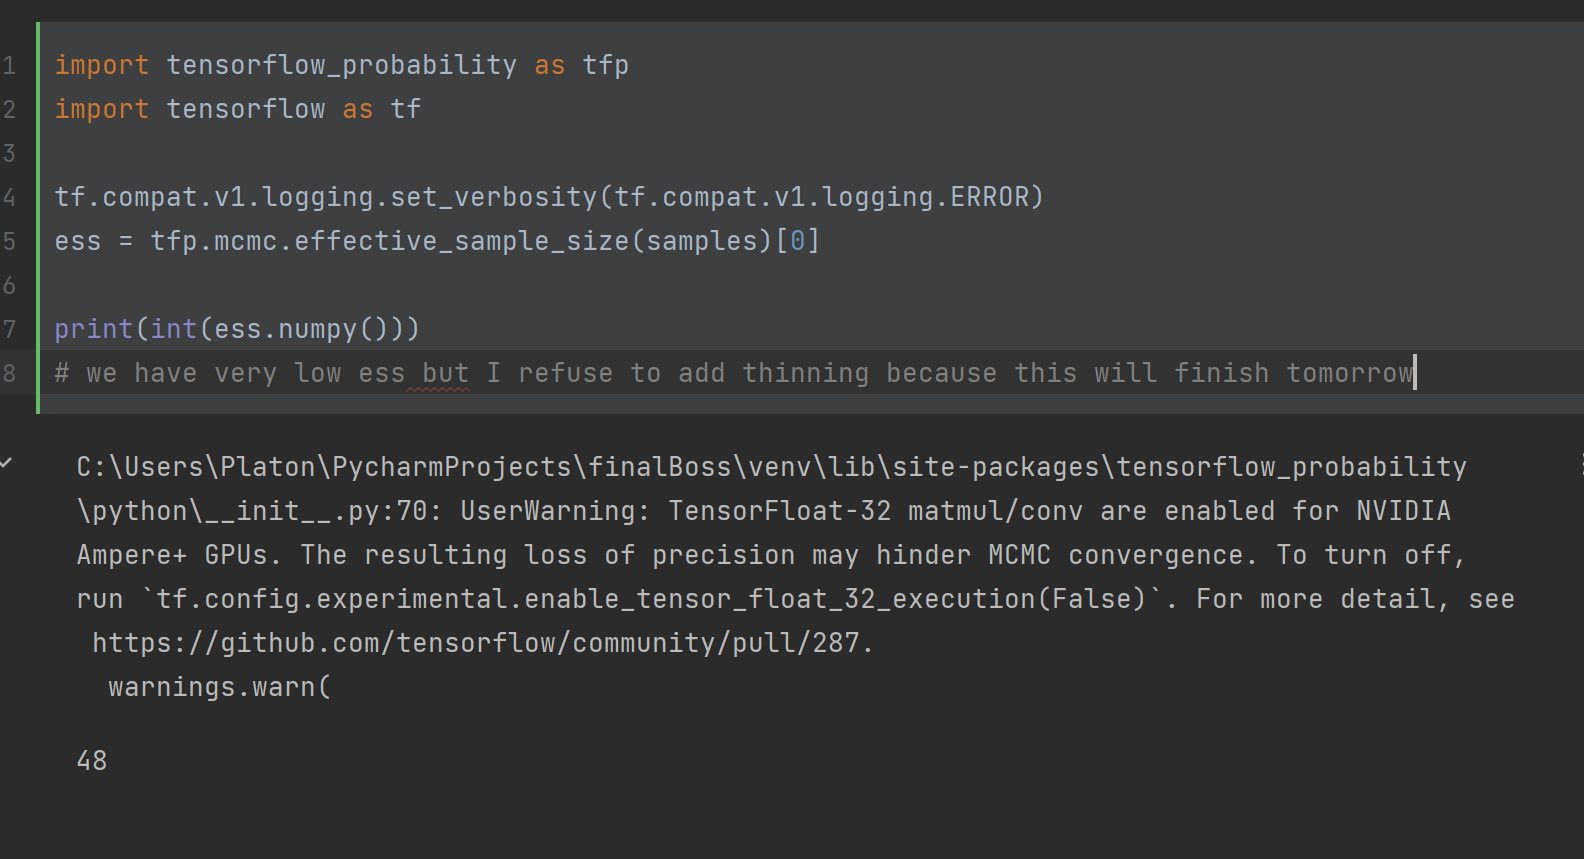 1 import tensorflow_probability as tfp
2 import tensorflow as tf
3
4 tf.compat.v1.logging.set_verbosity(tf.compat.v1.logging.ERROR)
5 ess = tfp.mcmc.effective_sample_size(samples)[0]
6
7 print(int(ess.numpy()))
8 # we have very low ess but I refuse to add thinning because this will finish tomorrow
C:\Users\Platon\PycharmProjects\finalBoss\venv\lib\site-packages\tensorflow_probability
\python\__init__.py:70: UserWarning: TensorFloat-32 matmul/conv are enabled for NVIDIA
Ampere+ GPUs. The resulting loss of precision may hinder MCMC convergence. To turn off,
run `tf.config.experimental.enable_tensor_float_32_execution(False)`. For more detail, see
https://github.com/tensorflow/community/pull/287.
warnings.warn(
48